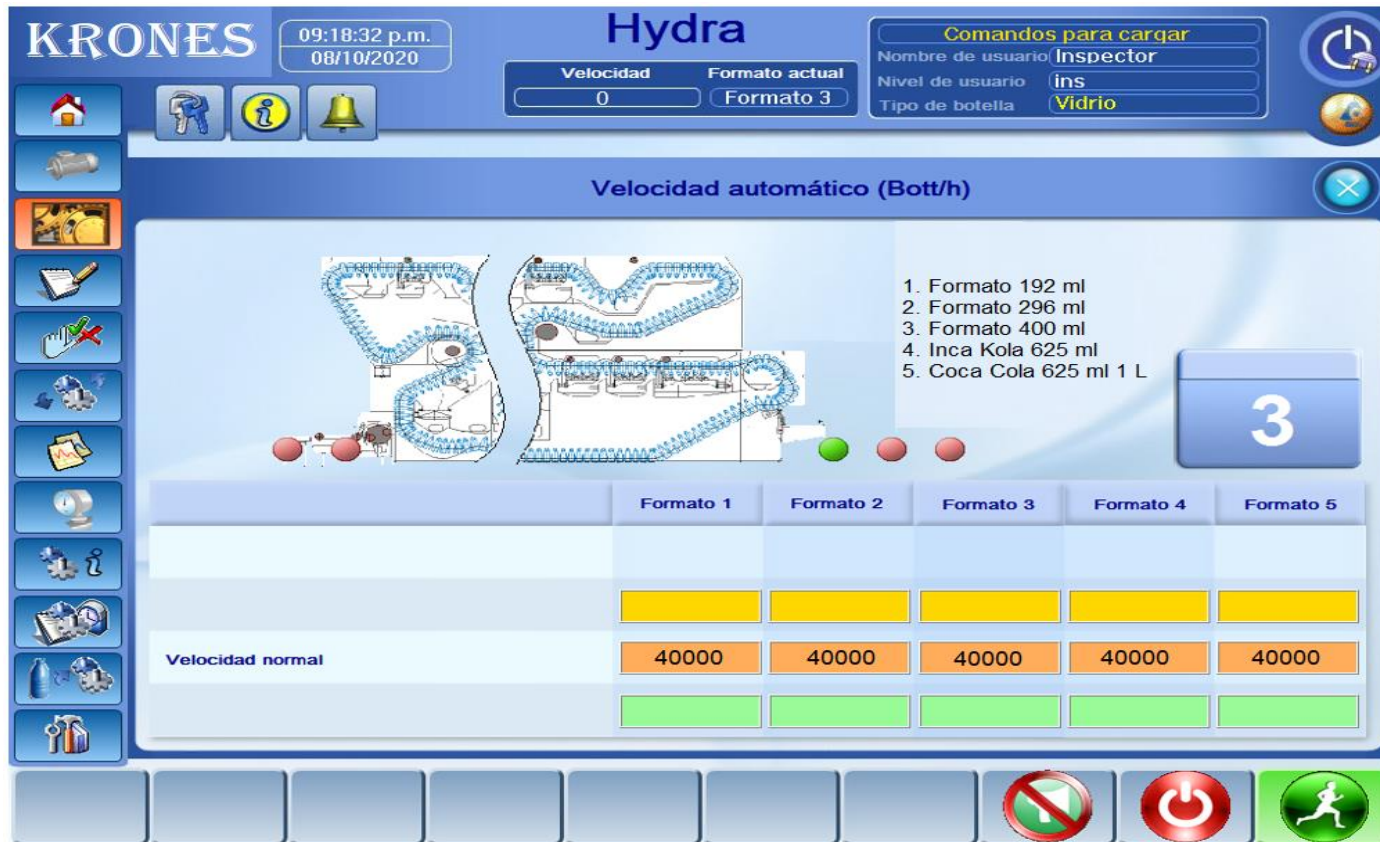 KRONES
09:18:32 p.m.
08/10/2020
Hydra
Velocidad Formato actual
0 Formato 3
Comandos para cargar
Nombre de usuario Inspector
Nivel de usuario ins
Tipo de botella Vidrio
Velocidad automático (Bott/h)
1. Formato 192 ml
2. Formato 296 ml
3. Formato 400 ml
4. Inca Kola 625 ml
5. Coca Cola 625 ml 1 L
3
Formato 1 Formato 2 Formato 3 Formato 4 Formato 5
Velocidad normal 40000 40000 40000 40000 40000